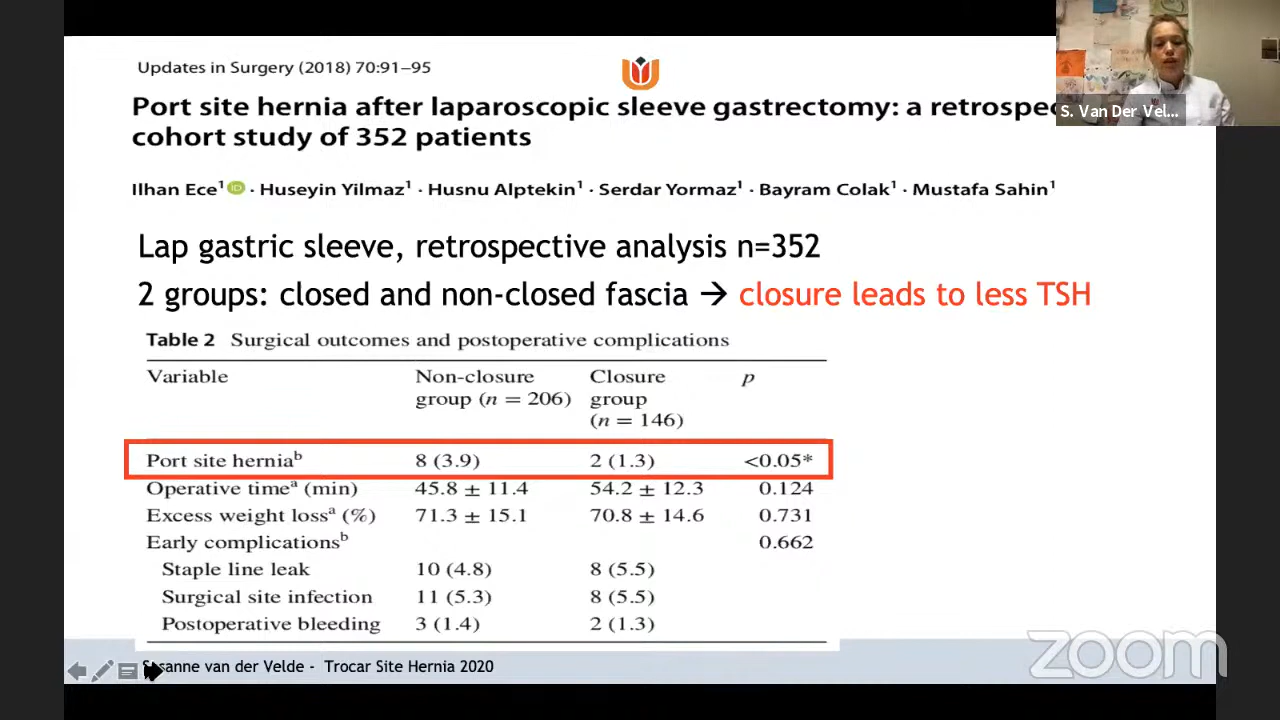 Updates in Surgery (2018) 70:91–95
Port site hernia after laparoscopic sleeve gastrectomy: a retrospe
cohort study of 352 patients
S. Van Der Vel...
Ilhan Ece1 iD · Huseyin Yilmaz1 · Husnu Alptekin1 · Serdar Yormaz1 · Bayram Colak1 · Mustafa Sahin1
Lap gastric sleeve, retrospective analysis n=352
2 groups: closed and non-closed fascia → closure leads to less TSH
Table 2 Surgical outcomes and postoperative complications
Variable Non-closure Closure p
group (n = 206) group
(n = 146)
Port site herniab 8 (3.9) 2 (1.3) <0.05*
Operative timea (min) 45.8 ± 11.4 54.2 ± 12.3 0.124
Excess weight lossa (%) 71.3 ± 15.1 70.8 ± 14.6 0.731
Early complicationsb 0.662
Staple line leak 10 (4.8) 8 (5.5)
Surgical site infection 11 (5.3) 8 (5.5)
Postoperative bleeding 3 (1.4) 2 (1.3)
Susanne van der Velde - Trocar Site Hernia 2020
zoom